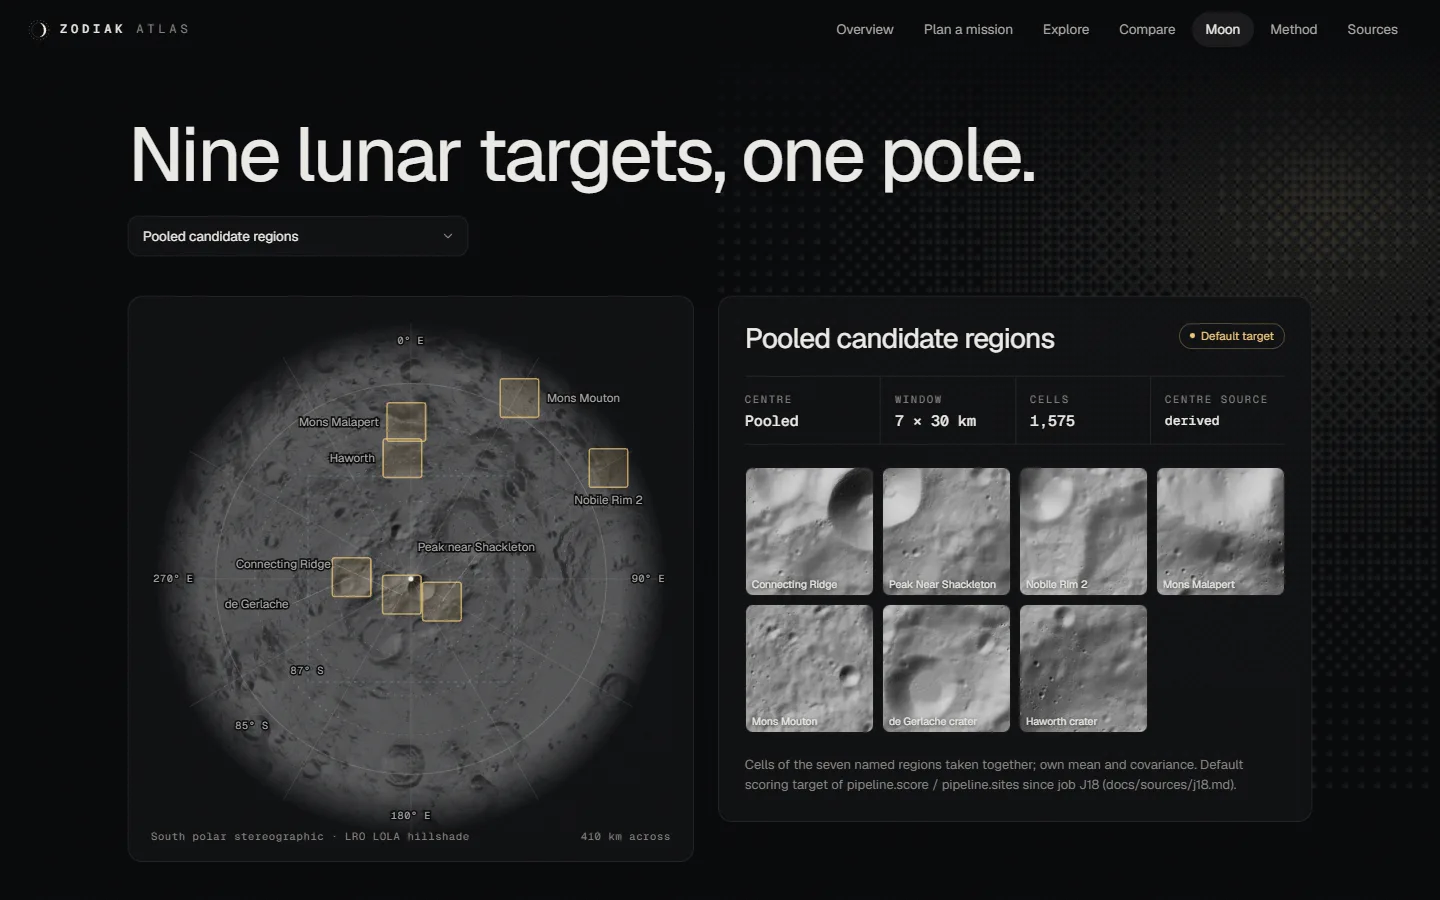 ZODIAK ATLAS
Overview
Plan a mission
Explore
Compare
Moon
Method
Sources
Nine lunar targets, one pole.
Pooled candidate regions
0° E
Mons Mouton
Mons Malapert
Haworth
Nobile Rim 2
Peak near Shackleton
Connecting Ridge
270° E
90° E
de Gerlache
87° S
85° S
180° E
South polar stereographic · LRO LOLA hillshade
410 km across
Pooled candidate regions
Default target
CENTRE
Pooled
WINDOW
7 × 30 km
CELLS
1,575
CENTRE SOURCE
derived
Connecting Ridge
Peak Near Shackleton
Nobile Rim 2
Mons Malapert
Mons Mouton
de Gerlache crater
Haworth crater
Cells of the seven named regions taken together; own mean and covariance. Default
scoring target of pipeline.score / pipeline.sites since job J18 (docs/sources/j18.md).